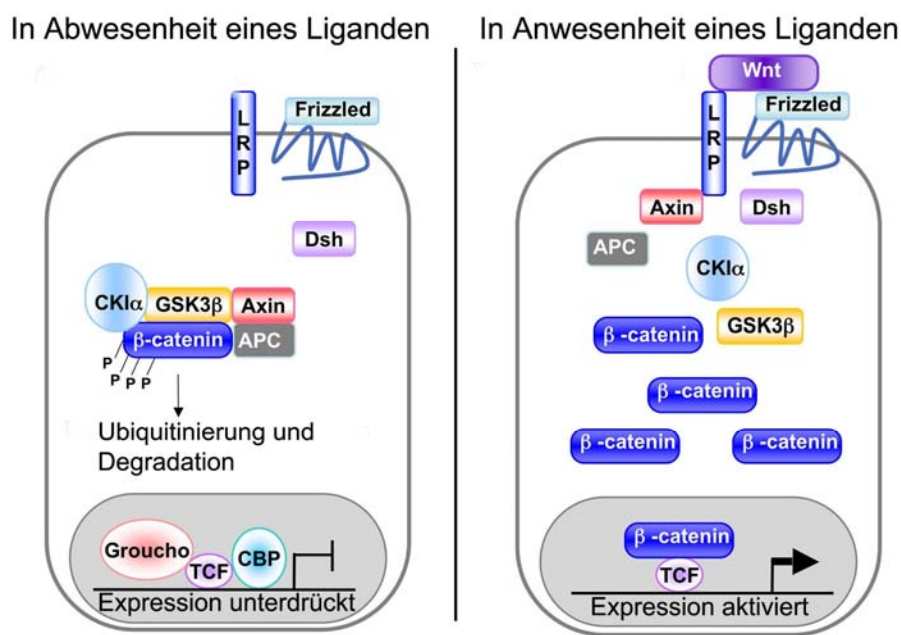 In Abwesenheit eines Liganden
LRP
Frizzled
Dsh
CKIα
GSK3β
Axin
β-catenin
APC
P
P
P
P
Ubiquitinierung und
Degradation
Groucho
TCF
CBP
Expression unterdrückt
In Anwesenheit eines Liganden
Wnt
LRP
Frizzled
Axin
Dsh
APC
CKIα
GSK3β
β -catenin
β -catenin
β -catenin
β -catenin
β -catenin
TCF
Expression aktiviert